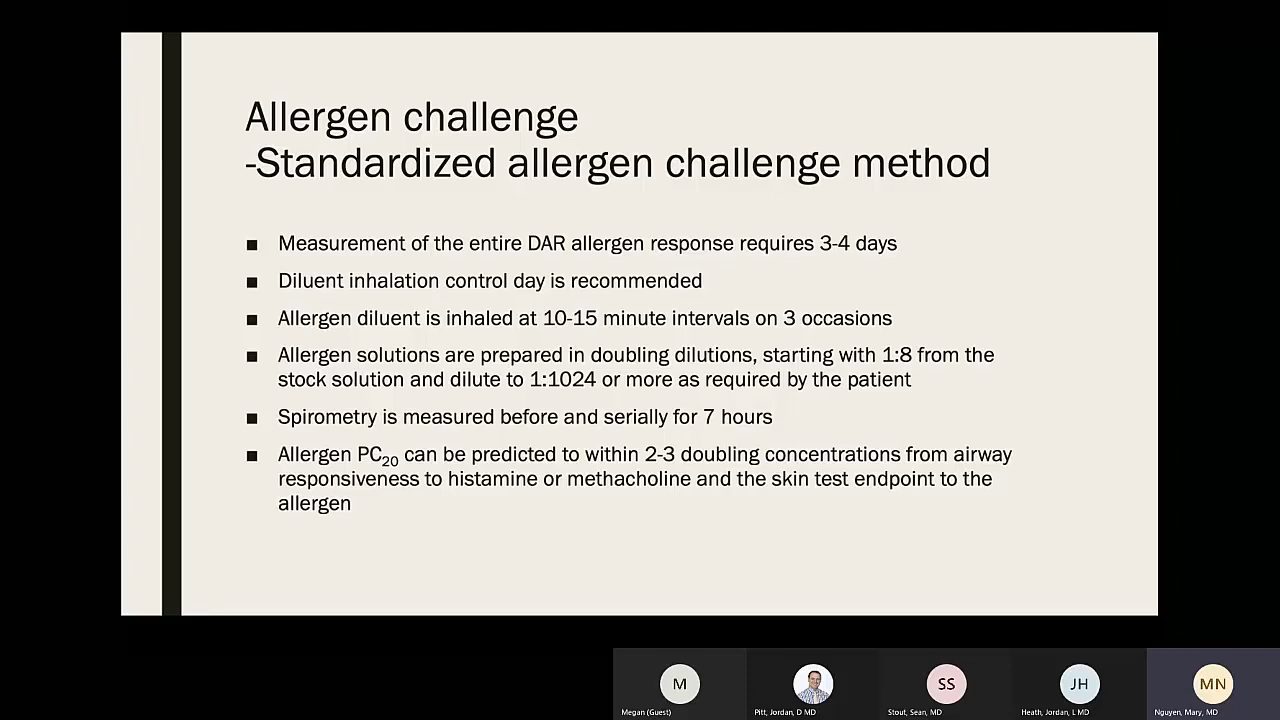 Allergen challenge
-Standardized allergen challenge method
■ Measurement of the entire DAR allergen response requires 3-4 days
■ Diluent inhalation control day is recommended
■ Allergen diluent is inhaled at 10-15 minute intervals on 3 occasions
■ Allergen solutions are prepared in doubling dilutions, starting with 1:8 from the
stock solution and dilute to 1:1024 or more as required by the patient
■ Spirometry is measured before and serially for 7 hours
■ Allergen PC20 can be predicted to within 2-3 doubling concentrations from airway
responsiveness to histamine or methacholine and the skin test endpoint to the
allergen
M
SS
JH
MN
Megan (Guest)
Pitt, Jordan, D MD
Stout, Sean, MD
Heath, Jordan, L MD
Nguyen, Mary, MD